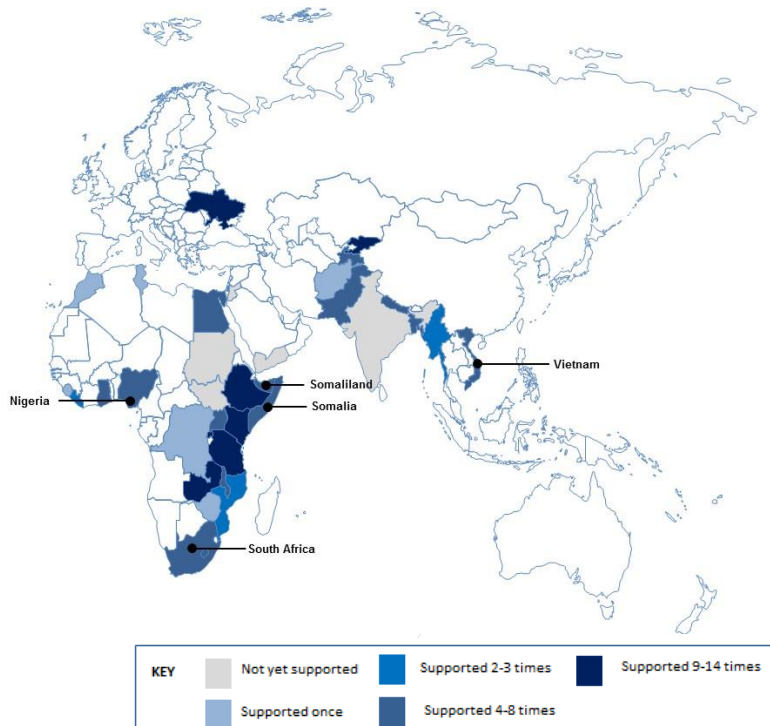 Vietnam
Somaliland
Nigeria
Somalia
South Africa
KEY
Not yet supported
Supported 2-3 times
Supported 9-14 times
Supported once
Supported 4-8 times